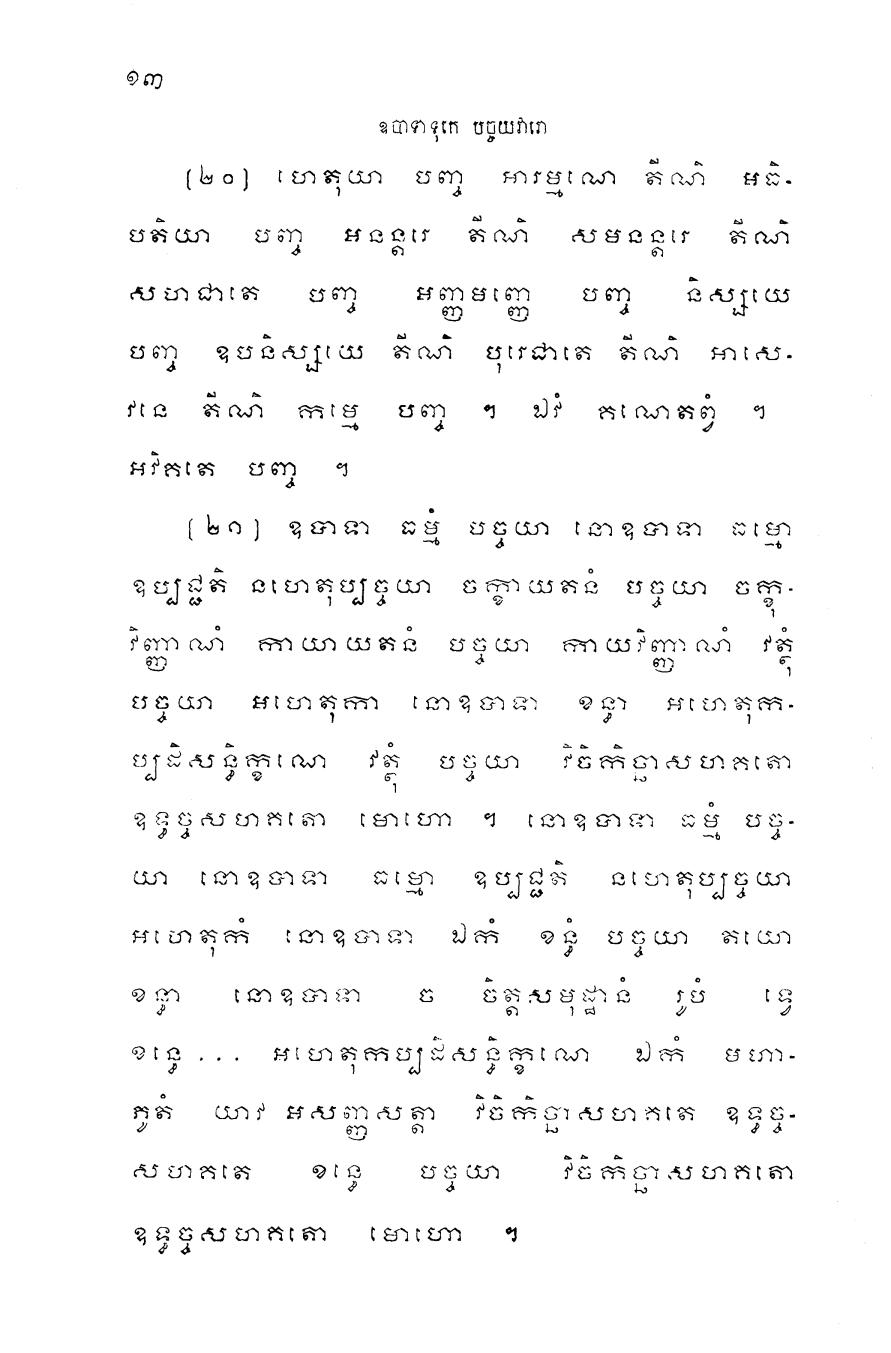 ១៣
ឧបាទាទុកេ បច្ចយវារោ
(២០) ហេតុយា បញ្ច អារម្មណេ តីណិ អធិ-
បតិយា បញ្ច អនន្តរេ តីណិ សមនន្តរេ តីណិ
សហជាតេ បញ្ច អញ្ញមញ្ញេ បញ្ច និស្សយេ
បញ្ច ឧបនិស្សយេ តីណិ បុរេជាតេ តីណិ អាសេ-
វនេ តីណិ កម្មេ បញ្ច ។ ឯវំ គណេតព្វំ ។
អវិគតេ បញ្ច ។
(២១) ឧបាទា ធម្មំ បច្ចយា នោឧបាទា ធម្មោ
ឧប្បជ្ជតិ នហេតុប្បច្ចយា ចក្ខាយតនំ បច្ចយា ចក្ខុ-
វិញ្ញាណំ កាយាយតនំ បច្ចយា កាយវិញ្ញាណំ វត្ថុំ
បច្ចយា អហេតុកា នោឧបាទា ខន្ធា អហេតុក-
ប្បដិសន្ធិក្ខណេ វត្ថុំ បច្ចយា វិចិកិច្ឆាសហគតោ
ឧទ្ធច្ចសហគតោ មោហោ ។ នោឧបាទា ធម្មំ បច្ច-
យា នោឧបាទា ធម្មោ ឧប្បជ្ជតិ នហេតុប្បច្ចយា
អហេតុកំ នោឧបាទា ឯកំ ខន្ធំ បច្ចយា តយោ
ខន្ធា នោឧបាទា ច ចិត្តសមុដ្ឋានំ រូបំ ទ្វេ
ខន្ធេ ... អហេតុកប្បដិសន្ធិក្ខណេ ឯកំ មហា-
ភូតំ យាវ អសញ្ញសត្តា វិចិកិច្ឆាសហគតេ ឧទ្ធច្ច-
សហគតេ ខន្ធេ បច្ចយា វិចិកិច្ឆាសហគតោ
ឧទ្ធច្ចសហគតោ មោហោ ។